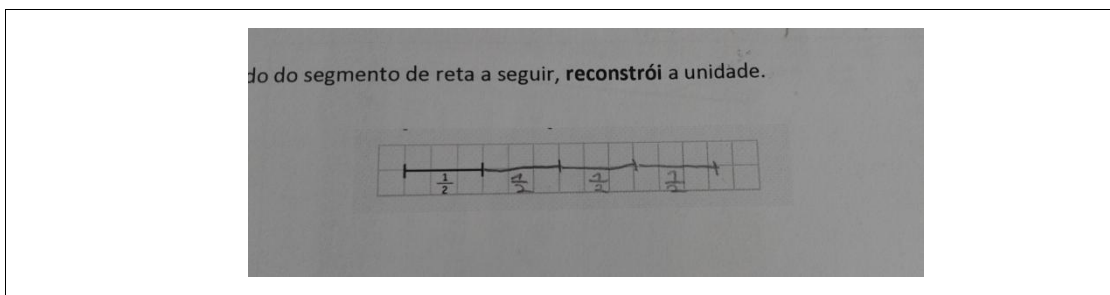 do do segmento de reta a seguir, reconstrói a unidade.
1/2 1/2 1/2 1/2